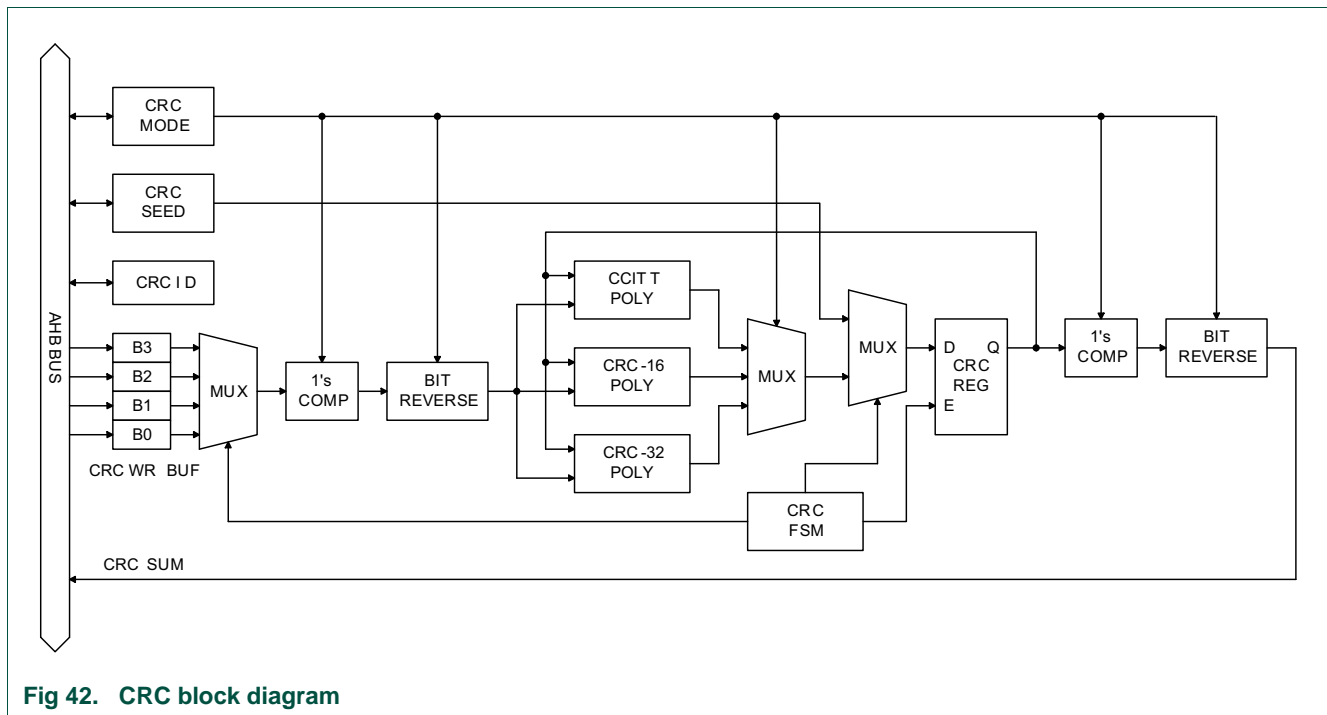 CRC
MODE
CRC
SEED
CRC I D
AHB BUS
B3
B2
B1
B0
CRC WR BUF
MUX
1's
COMP
BIT
REVERSE
CCIT T
POLY
CRC -16
POLY
CRC -32
POLY
MUX
MUX
CRC
FSM
D Q
CRC
REG
E
1's
COMP
BIT
REVERSE
CRC SUM
Fig 42. CRC block diagram